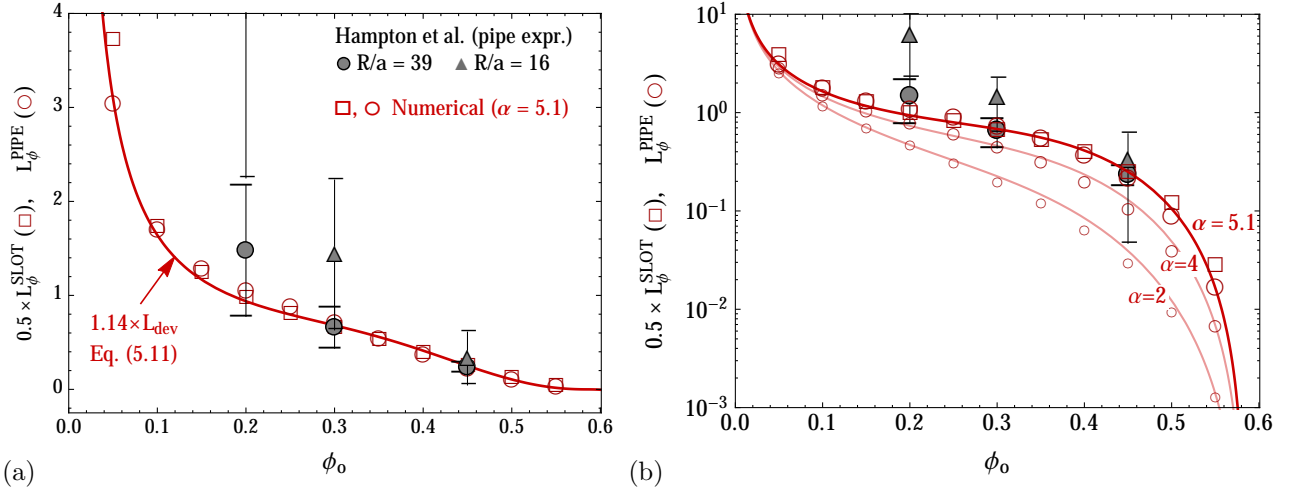 4
3
2
1
0
0.5 × L_ϕ^SLOT (□), L_ϕ^PIPE (○)
Hampton et al. (pipe expr.)
R/a = 39 R/a = 16
□, ○ Numerical (α = 5.1)
1.14×L_dev
Eq. (5.11)
0.0 0.1 0.2 0.3 0.4 0.5 0.6
ϕ_o
(a)
10^1
10^0
10^−1
10^−2
10^−3
0.5 × L_ϕ^SLOT (□), L_ϕ^PIPE (○)
α = 5.1
α=4
α=2
0.0 0.1 0.2 0.3 0.4 0.5 0.6
ϕ_o
(b)